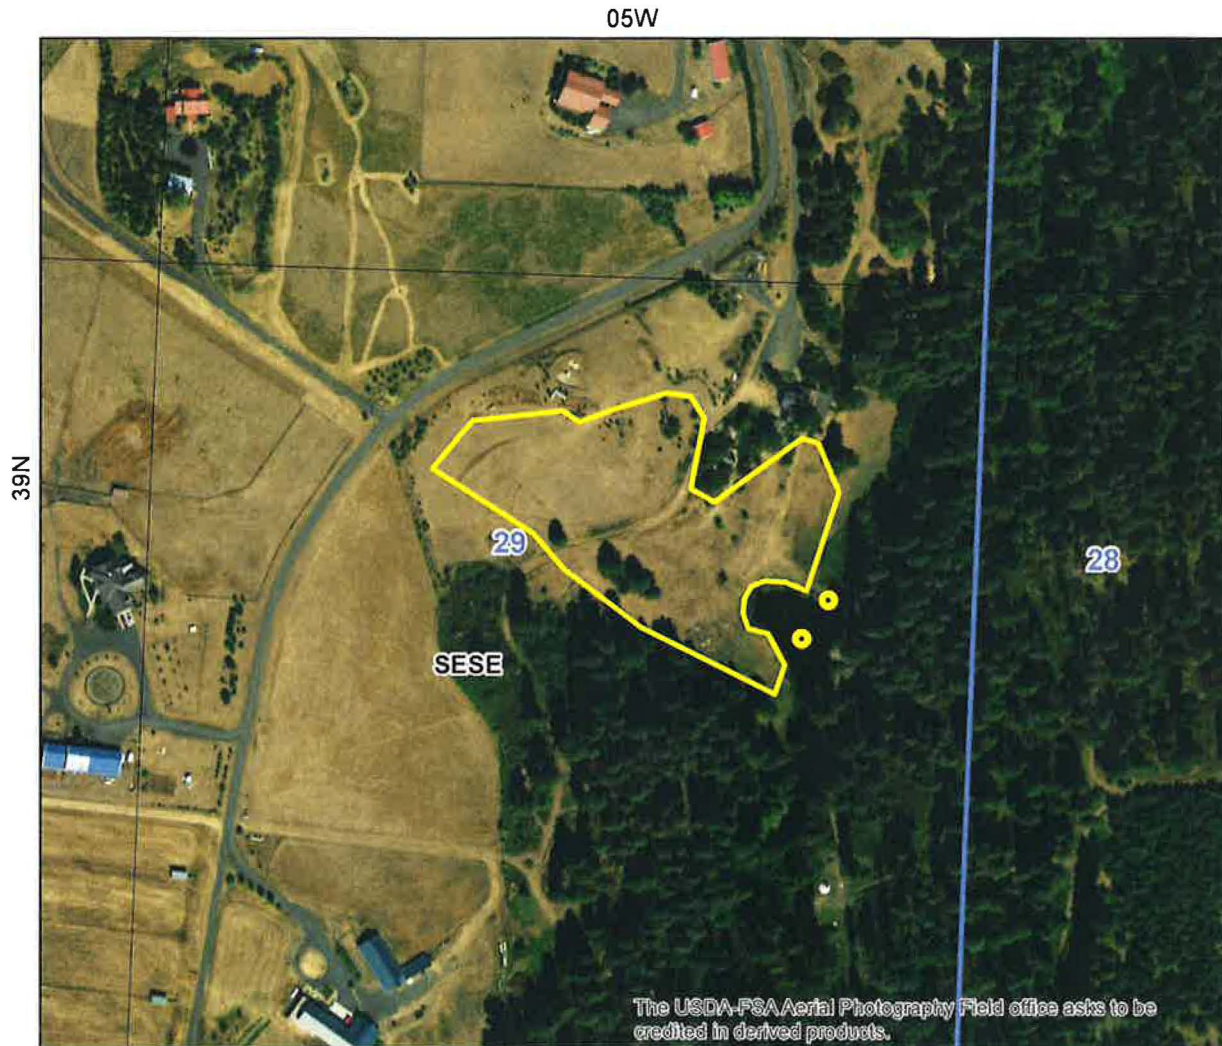 05W
39N
29
28
SESE
The USDA-FSA Aerial Photography Field office asks to be
credited in derived products.